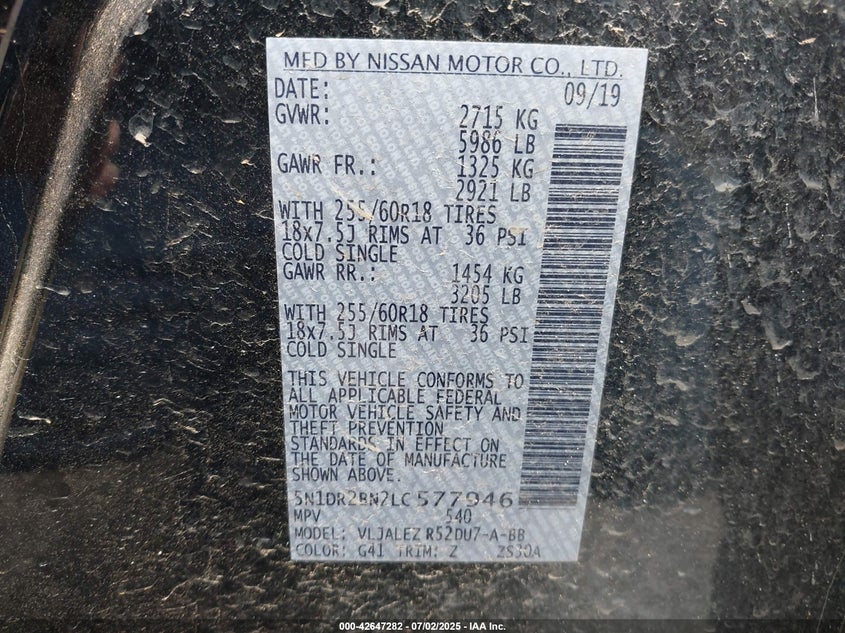 MFD BY NISSAN MOTOR CO., LTD.
DATE: 09/19
GVWR: 2715 KG
5986 LB
GAWR FR.: 1325 KG
2921 LB
WITH 255/60R18 TIRES
18x7.5J RIMS AT 36 PSI
COLD SINGLE
GAWR RR.: 1454 KG
3205 LB
WITH 255/60R18 TIRES
18x7.5J RIMS AT 36 PSI
COLD SINGLE
THIS VEHICLE CONFORMS TO
ALL APPLICABLE FEDERAL
MOTOR VEHICLE SAFETY AND
THEFT PREVENTION
STANDARDS IN EFFECT ON
THE DATE OF MANUFACTURE
SHOWN ABOVE.
5N1DR2BN2LC577946
MPV 540
MODEL: VLJALEZ R52DU7-A-BB
COLOR: G41 TRIM: Z ZS30A
000-42647282 - 07/02/2025 - IAA Inc.